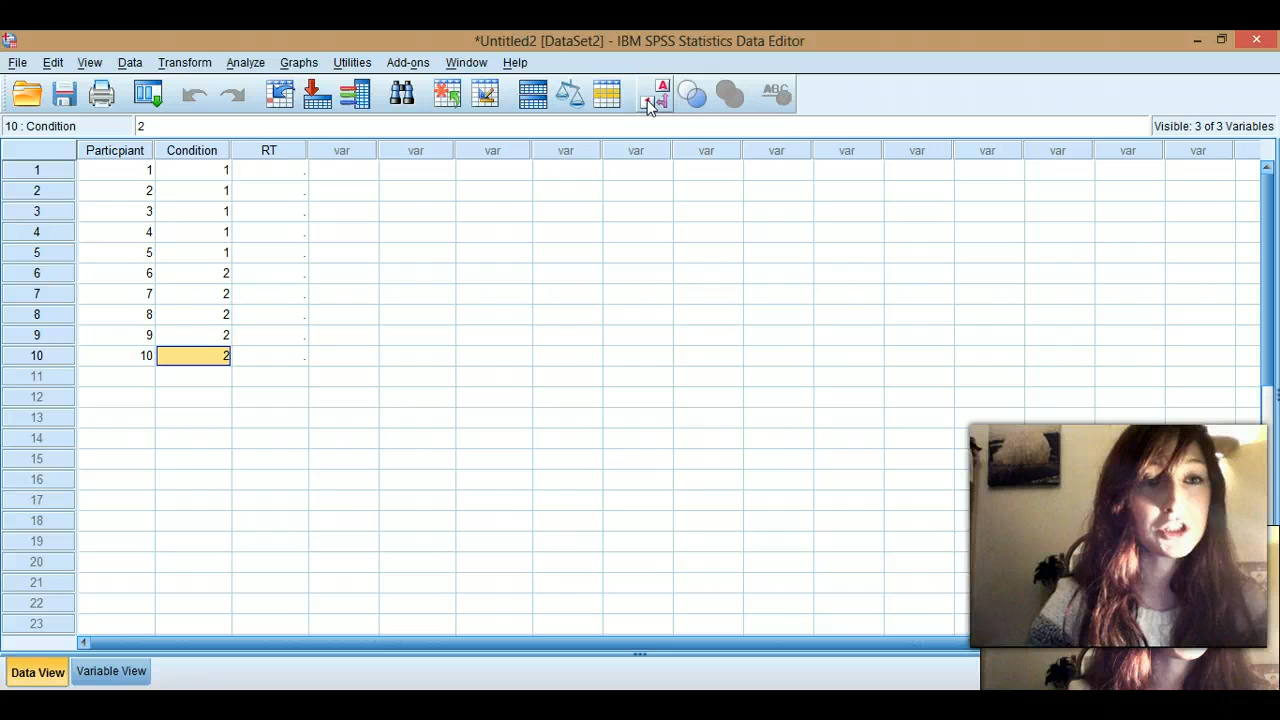 *Untitled2 [DataSet2] - IBM SPSS Statistics Data Editor
File Edit View Data Transform Analyze Graphs Utilities Add-ons Window Help
A
ABC
10 : Condition 2 Visible: 3 of 3 Variables
Particpiant Condition RT var var var var var var var var var var var var var
1 1 1 .
2 2 1 .
3 3 1 .
4 4 1 .
5 5 1 .
6 6 2 .
7 7 2 .
8 8 2 .
9 9 2 .
10 10 2 .
11
12
13
14
15
16
17
18
19
20
21
22
23
Data View Variable View